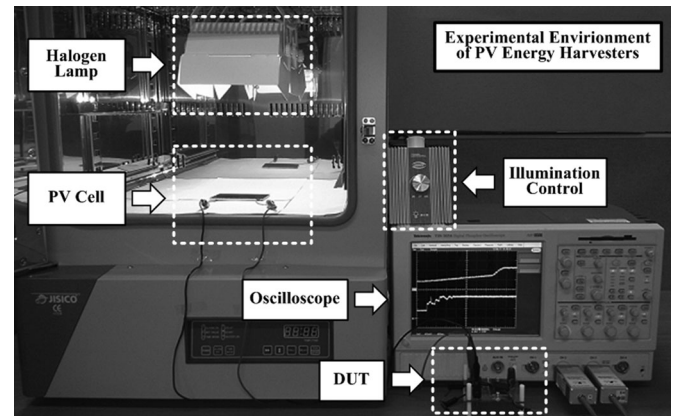 Experimental Envirionment
of PV Energy Harvesters
Halogen
Lamp
PV Cell
Illumination
Control
Oscilloscope
JISICO
DUT